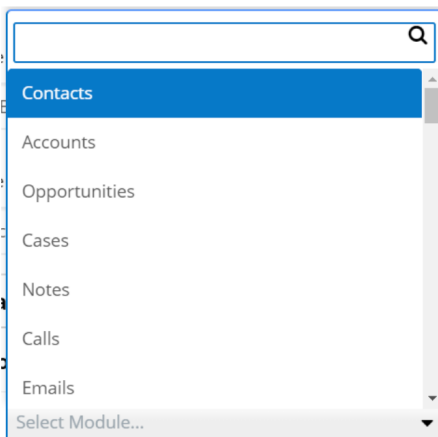 Contacts
Accounts
Opportunities
Cases
Notes
Calls
Emails
Select Module...